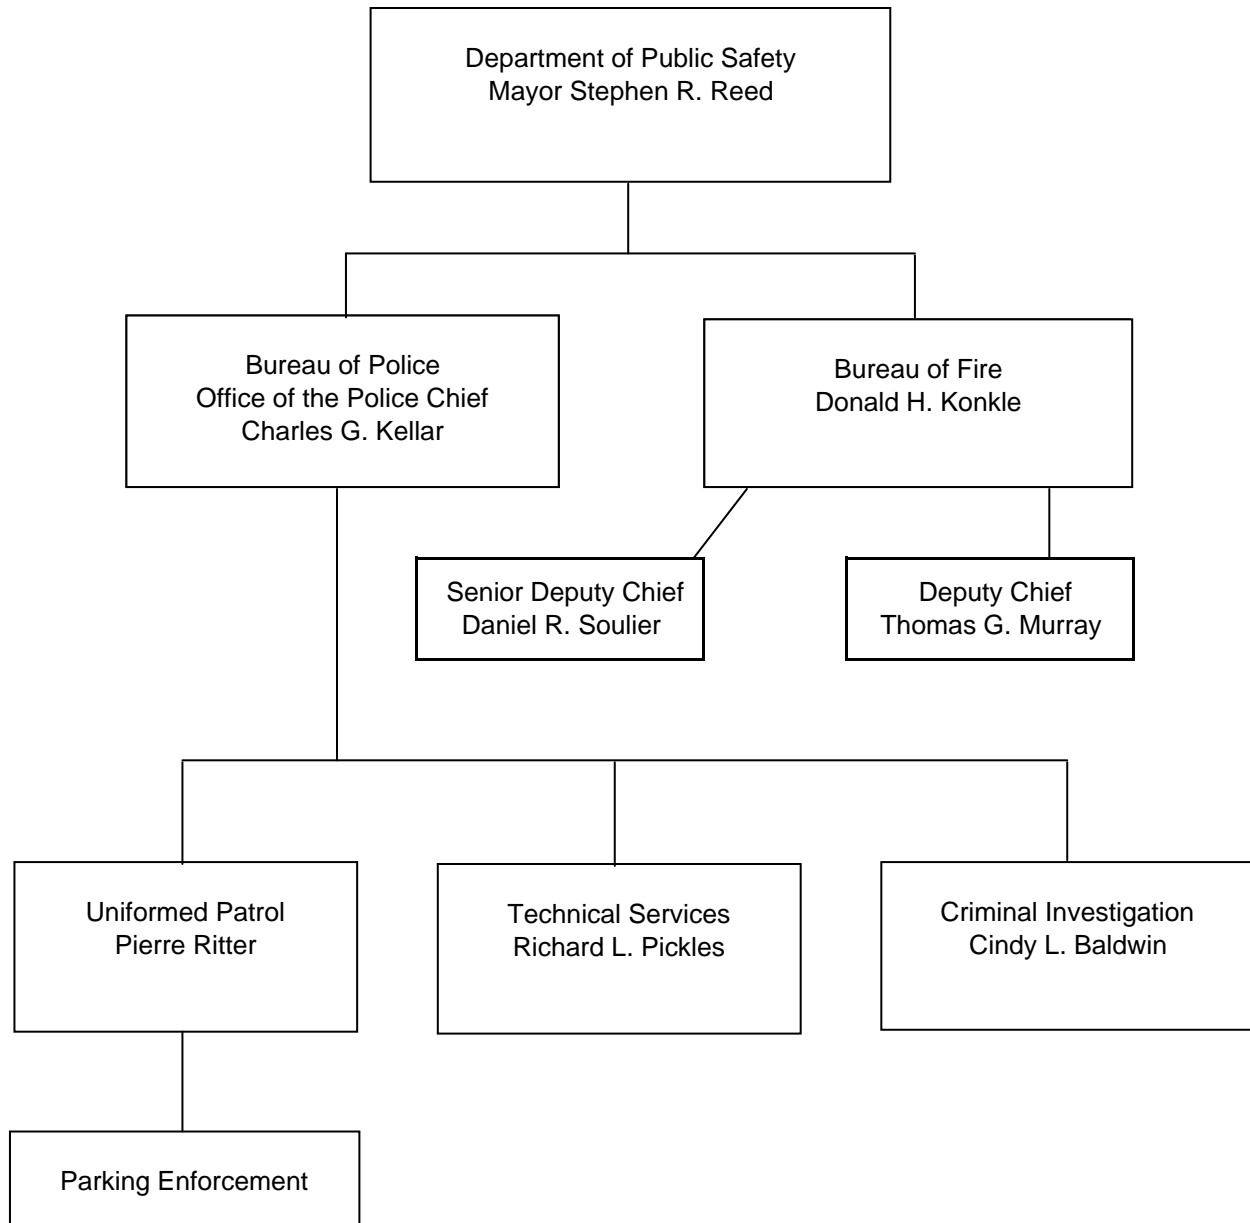 Department of Public Safety
Mayor Stephen R. Reed
Bureau of Police
Office of the Police Chief
Charles G. Kellar
Bureau of Fire
Donald H. Konkle
Senior Deputy Chief
Daniel R. Soulier
Deputy Chief
Thomas G. Murray
Uniformed Patrol
Pierre Ritter
Technical Services
Richard L. Pickles
Criminal Investigation
Cindy L. Baldwin
Parking Enforcement